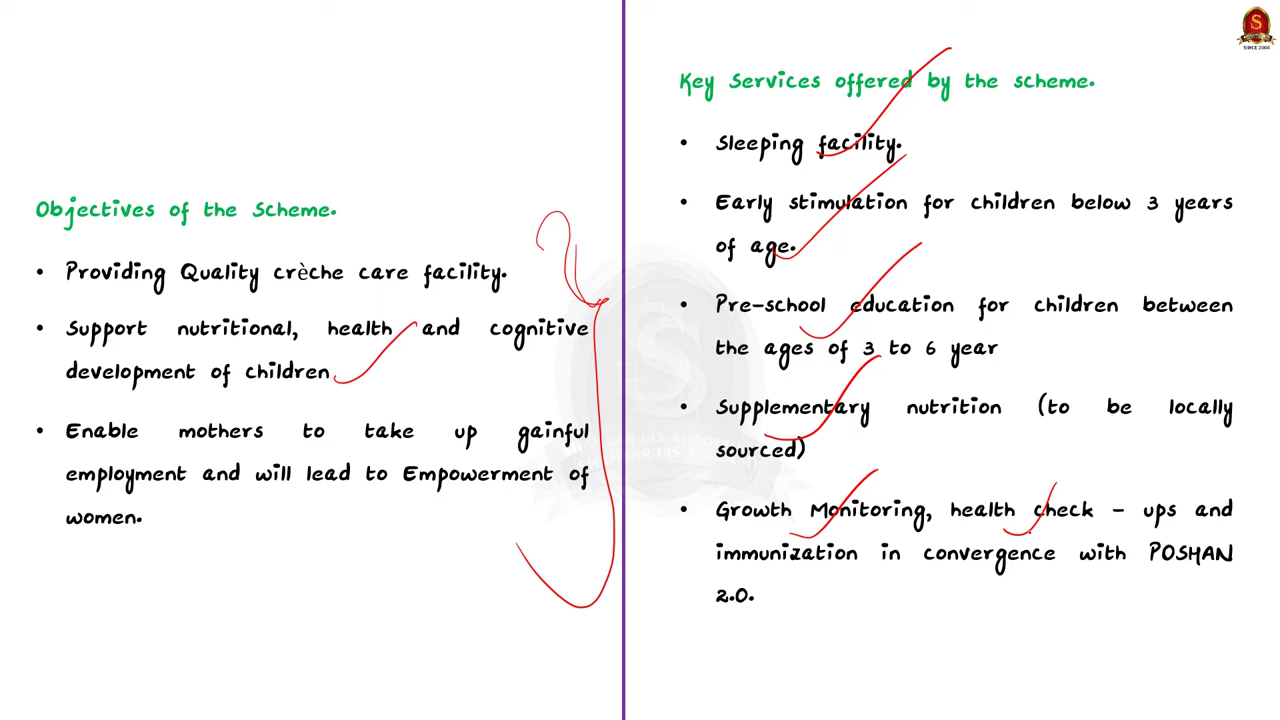 Objectives of the Scheme.
• Providing Quality crèche care facility.
• Support nutritional, health and cognitive
development of children
• Enable mothers to take up gainful
employment and will lead to Empowerment of
women.
Key Services offered by the scheme.
• Sleeping facility.
• Early stimulation for children below 3 years
of age.
• Pre-school education for children between
the ages of 3 to 6 year
• Supplementary nutrition (to be locally
sourced)
• Growth Monitoring, health check - ups and
immunization in convergence with POSHAN
2.0.
S
SINCE 2004